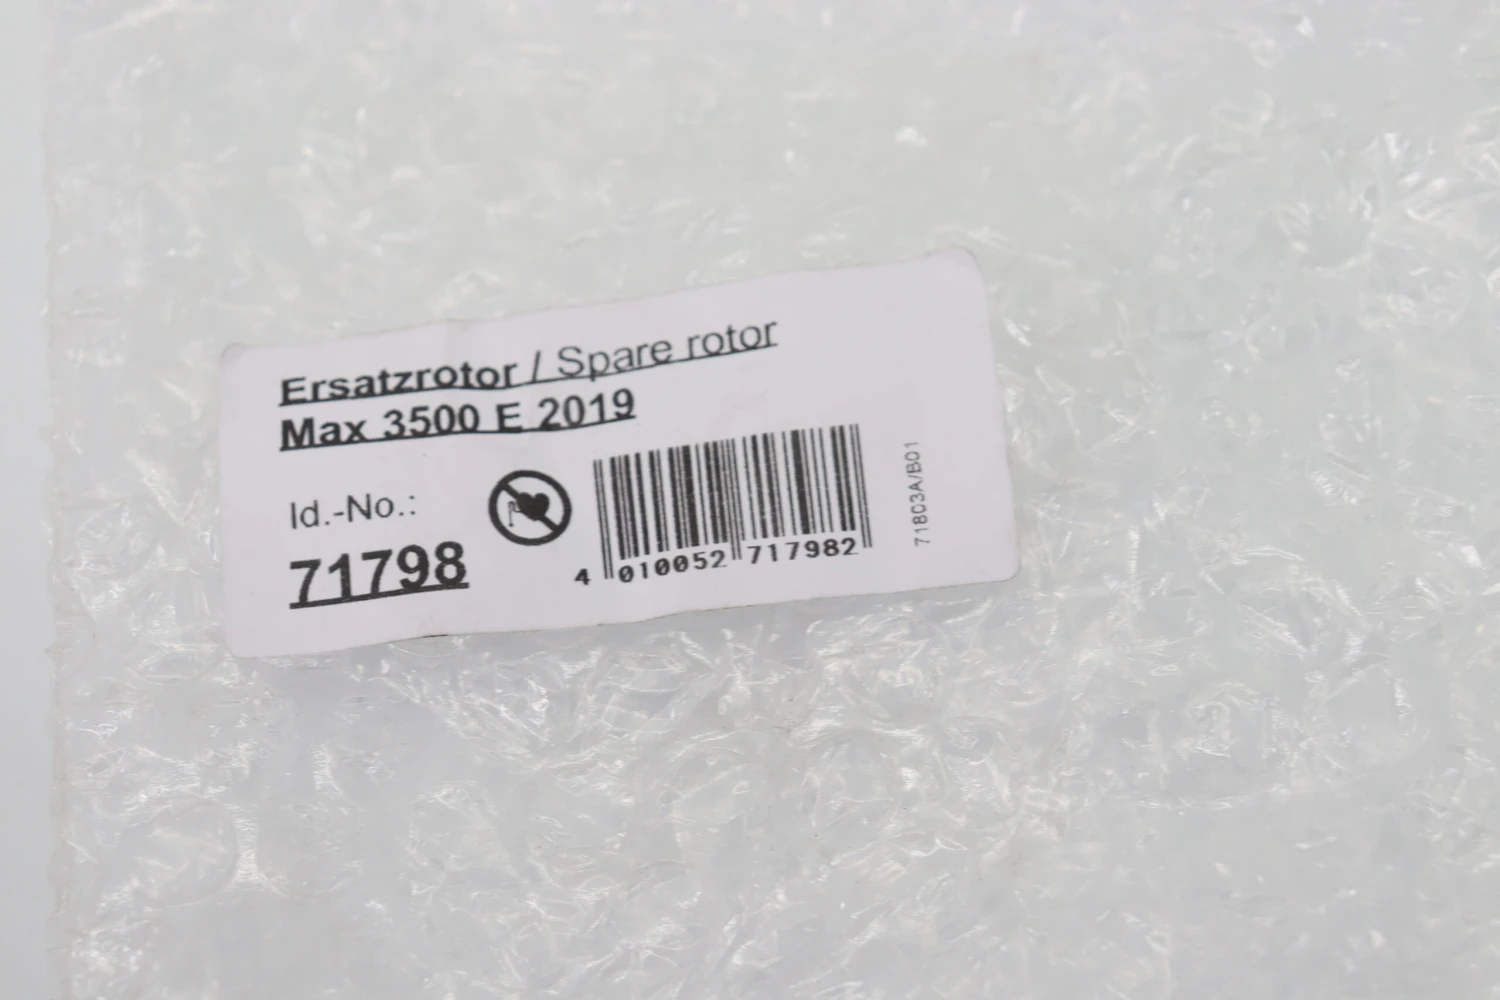 Ersatzrotor / Spare rotor
Max 3500 E 2019
Id.-No.:
71798
4 010052 717982
71803A/B01